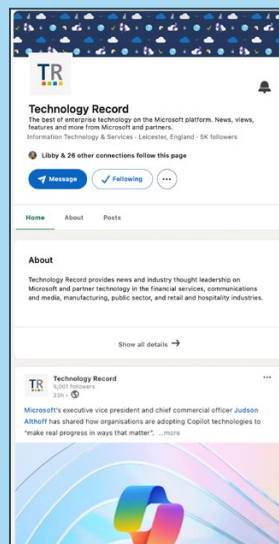 TR
Technology Record
The best of enterprise technology on the Microsoft platform. News, views,
features and more from Microsoft and partners.
Information Technology & Services · Leicester, England · 5K followers
Libby & 26 other connections follow this page
Message
Following
Home About Posts
About
Technology Record provides news and industry thought leadership on
Microsoft and partner technology in the financial services, communications
and media, manufacturing, public sector, and retail and hospitality industries.
Show all details →
TR
Technology Record
5,001 followers
23h ·
Microsoft's executive vice president and chief commercial officer Judson
Althoff has shared how organisations are adopting Copilot technologies to
"make real progress in ways that matter". ...more